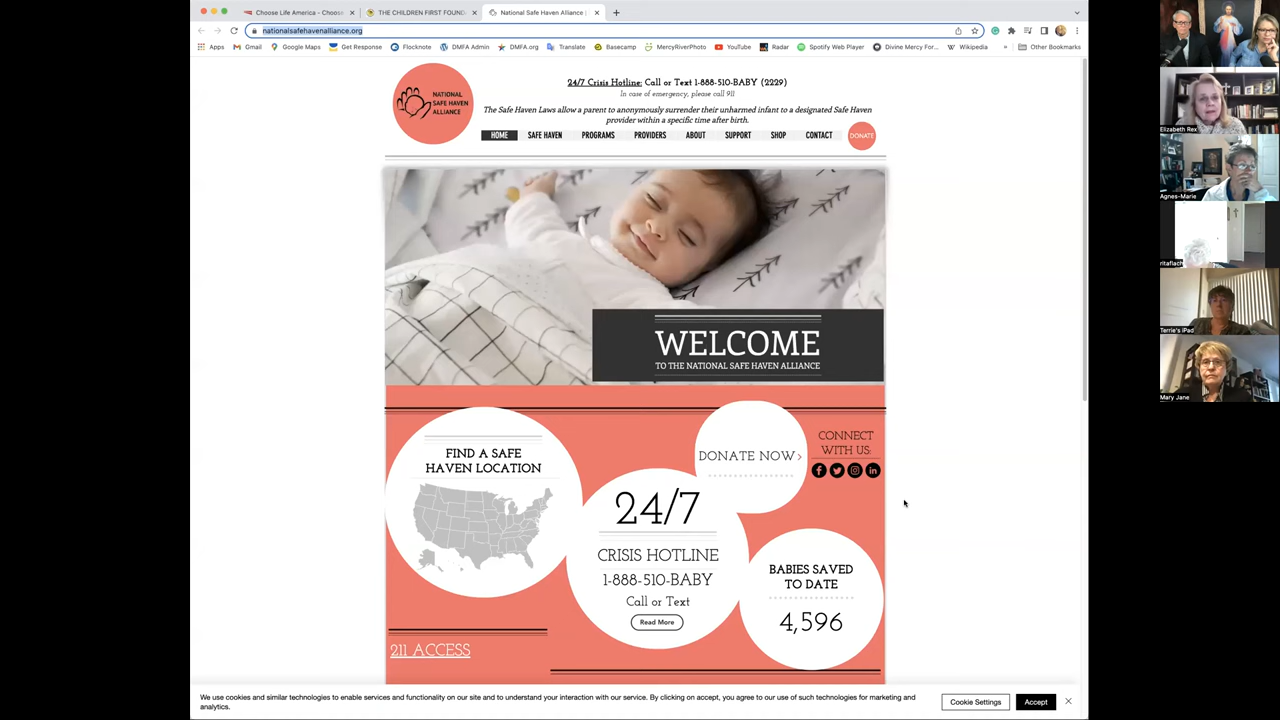 Choose Life America - Choose
THE CHILDREN FIRST FOUND
National Safe Haven Alliance |
nationalsafehavenalliance.org
Apps
Gmail
Google Maps
Get Response
Flocknote
DMFA Admin
DMFA.org
Translate
Basecamp
MercyRiverPhoto
YouTube
Radar
Spotify Web Player
Divine Mercy For...
Wikipedia
»
Other Bookmarks
NATIONAL
SAFE HAVEN
ALLIANCE
24/7 Crisis Hotline: Call or Text 1-888-510-BABY (2229)
In case of emergency, please call 911
The Safe Haven Laws allow a parent to anonymously surrender their unharmed infant to a designated Safe Haven
provider within a specific time after birth.
HOME SAFE HAVEN PROGRAMS PROVIDERS ABOUT SUPPORT SHOP CONTACT
DONATE
WELCOME
TO THE NATIONAL SAFE HAVEN ALLIANCE
FIND A SAFE
HAVEN LOCATION
DONATE NOW>
CONNECT
WITH US:
24/7
CRISIS HOTLINE
1-888-510-BABY
Call or Text
Read More
BABIES SAVED
TO DATE
4,596
211 ACCESS
We use cookies and similar technologies to enable services and functionality on our site and to understand your interaction with our service. By clicking on accept, you agree to our use of such technologies for marketing and
analytics.
Cookie Settings
Accept
Elizabeth Rex
Agnes-Marie
ritaflach
Terrie's iPad
Mary Jane